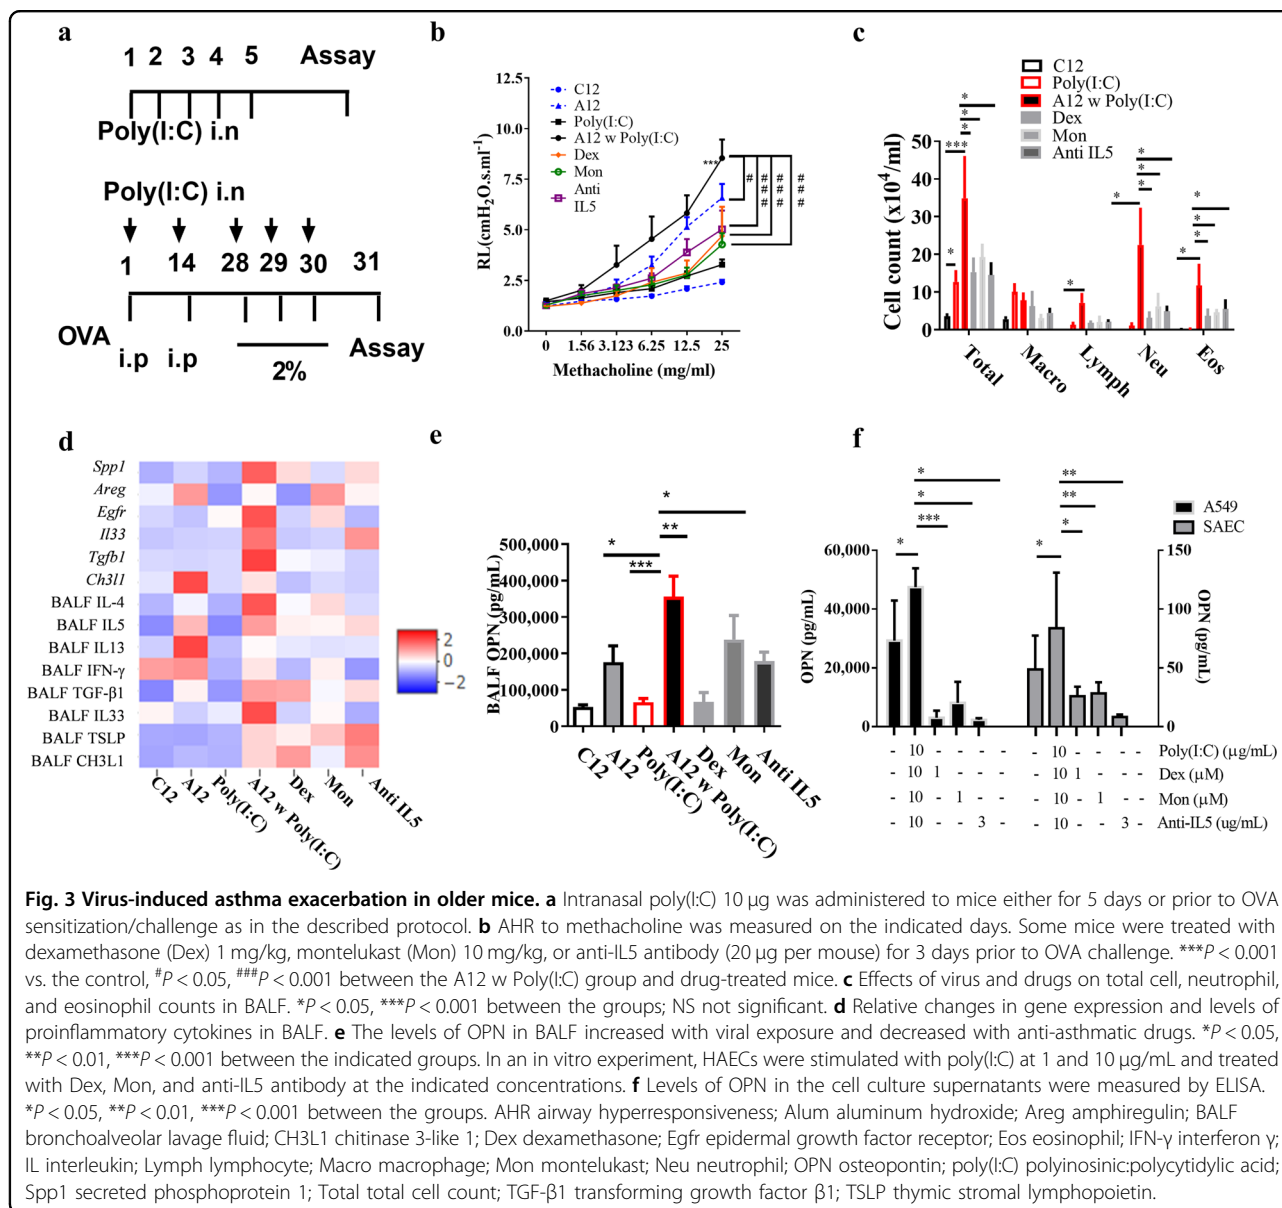 a
1 2 3 4 5 Assay
Poly(I:C) i.n
Poly(I:C) i.n
1 14 28 29 30 31
OVA
i.p i.p
2%
Assay
b
12.5
10.0
7.5
5.0
2.5
0.0
RL(cmH₂O.s.ml⁻¹)
C12
A12
Poly(I:C)
A12 w Poly(I:C)
Dex
Mon
Anti
IL5
***
#
###
###
###
0 1.56 3.123 6.25 12.5 25
Methacholine (mg/ml)
c
C12
Poly(I:C)
A12 w Poly(I:C)
Dex
Mon
Anti IL5
50
40
30
20
10
0
Cell count (x10⁴/ml)
* *** * * *
*
* * * *
* * * *
Total Macro Lymph Neu Eos
d
Spp1
Areg
Egfr
Il33
Tgfb1
Ch3l1
BALF IL-4
BALF IL5
BALF IL13
BALF IFN-γ
BALF TGF-β1
BALF IL33
BALF TSLP
BALF CH3L1
C12 A12 Poly(I:C) A12 w Poly(I:C) Dex Mon Anti IL5
2
0
−2
e
500,000
400,000
300,000
200,000
100,000
0
BALF OPN (pg/mL)
* *** ** *
C12 A12 Poly(I:C) A12 w Poly(I:C) Dex Mon Anti IL5
f
A549
SAEC
60,000
40,000
20,000
0
OPN (pg/mL)
150
100
50
0
OPN (pg/mL)
* *** * *
* * ** **
- 10 - - - - - 10 - - - - Poly(I:C) (μg/mL)
- 10 1 - - - - 10 1 - - - Dex (μM)
- 10 - 1 - - - 10 - 1 - - Mon (μM)
- 10 - - 3 - - 10 - - 3 - Anti-IL5 (ug/mL)
Fig. 3 Virus-induced asthma exacerbation in older mice. a Intranasal poly(I:C) 10 μg was administered to mice either for 5 days or prior to OVA
sensitization/challenge as in the described protocol. b AHR to methacholine was measured on the indicated days. Some mice were treated with
dexamethasone (Dex) 1 mg/kg, montelukast (Mon) 10 mg/kg, or anti-IL5 antibody (20 μg per mouse) for 3 days prior to OVA challenge. ***P < 0.001
vs. the control, #P < 0.05, ###P < 0.001 between the A12 w Poly(I:C) group and drug-treated mice. c Effects of virus and drugs on total cell, neutrophil,
and eosinophil counts in BALF. *P < 0.05, ***P < 0.001 between the groups; NS not significant. d Relative changes in gene expression and levels of
proinflammatory cytokines in BALF. e The levels of OPN in BALF increased with viral exposure and decreased with anti-asthmatic drugs. *P < 0.05,
**P < 0.01, ***P < 0.001 between the indicated groups. In an in vitro experiment, HAECs were stimulated with poly(I:C) at 1 and 10 μg/mL and treated
with Dex, Mon, and anti-IL5 antibody at the indicated concentrations. f Levels of OPN in the cell culture supernatants were measured by ELISA.
*P < 0.05, **P < 0.01, ***P < 0.001 between the groups. AHR airway hyperresponsiveness; Alum aluminum hydroxide; Areg amphiregulin; BALF
bronchoalveolar lavage fluid; CH3L1 chitinase 3-like 1; Dex dexamethasone; Egfr epidermal growth factor receptor; Eos eosinophil; IFN-γ interferon γ;
IL interleukin; Lymph lymphocyte; Macro macrophage; Mon montelukast; Neu neutrophil; OPN osteopontin; poly(I:C) polyinosinic:polycytidylic acid;
Spp1 secreted phosphoprotein 1; Total total cell count; TGF-β1 transforming growth factor β1; TSLP thymic stromal lymphopoietin.